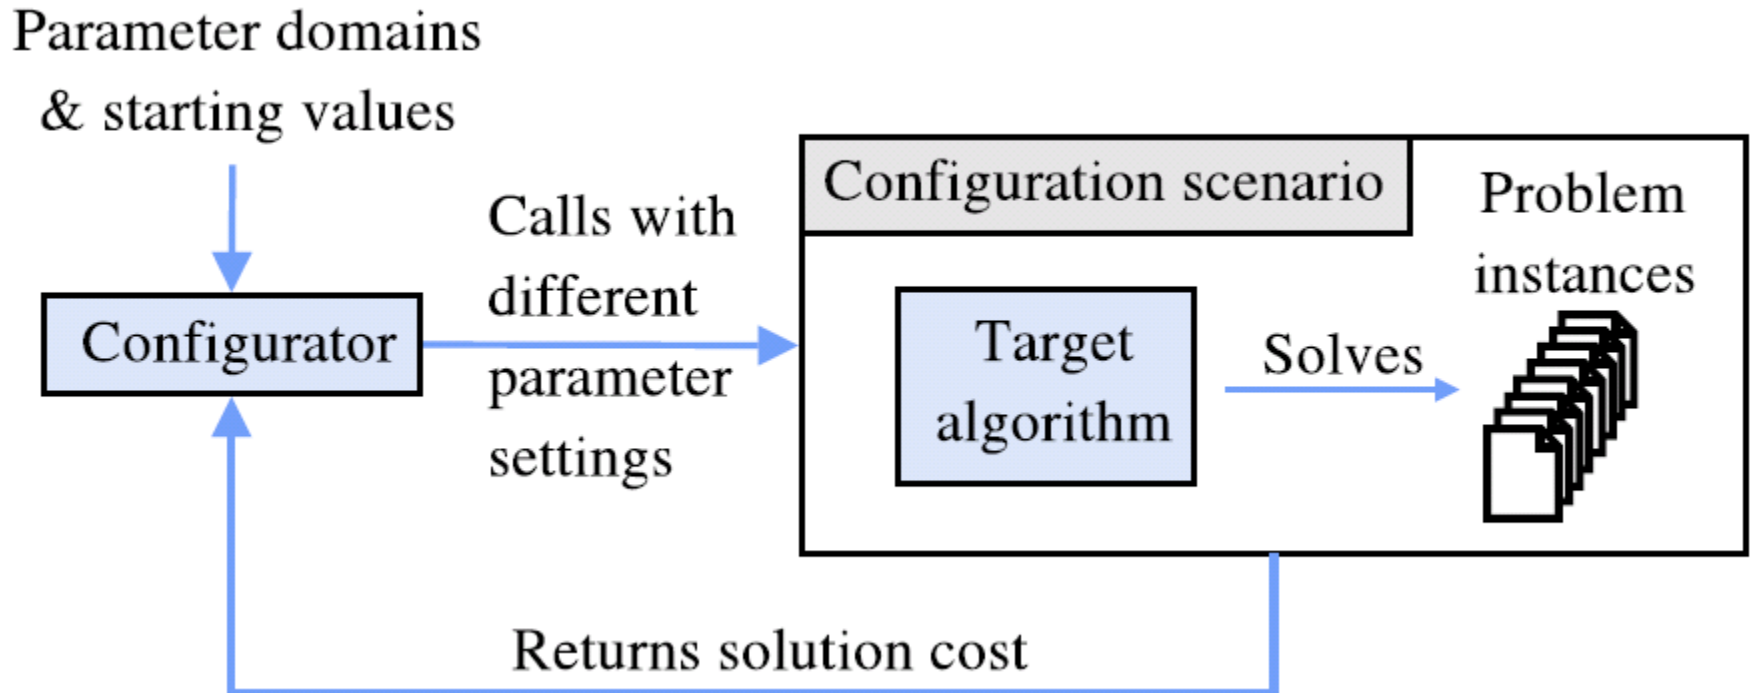 Parameter domains
& starting values
Configurator
Calls with
different
parameter
settings
Configuration scenario
Target
algorithm
Solves
Problem
instances
Returns solution cost